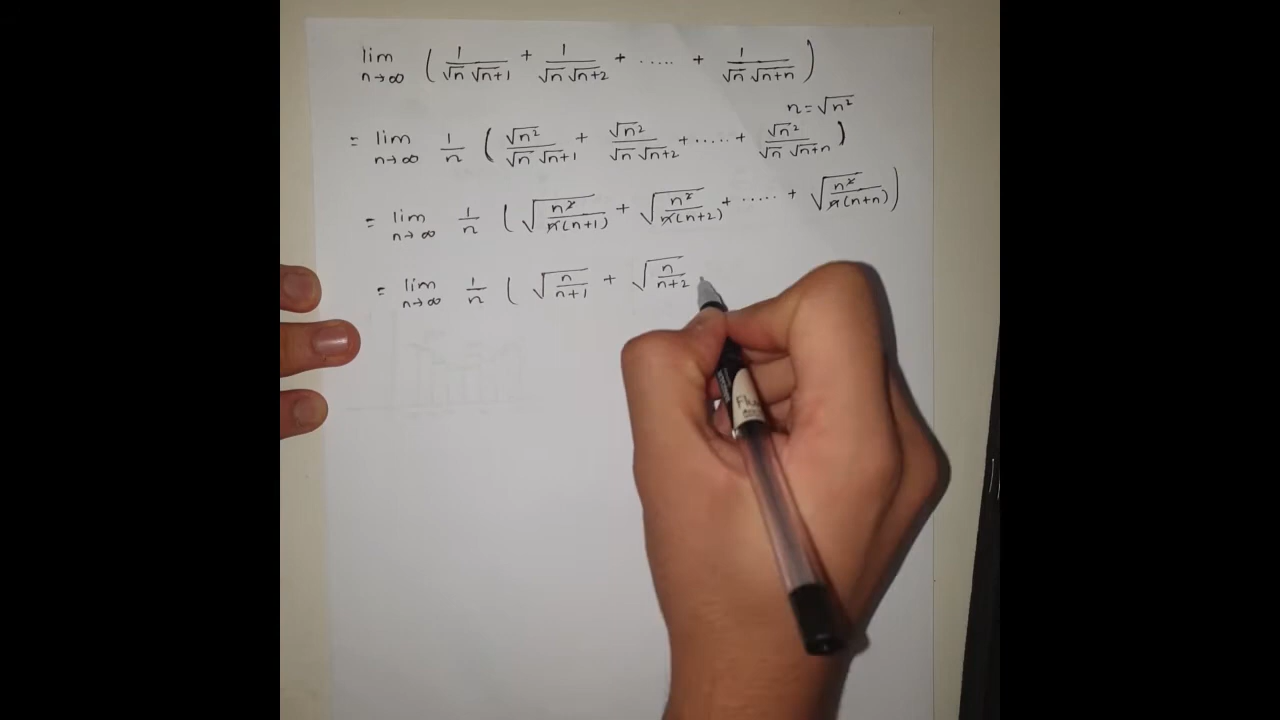 lim n→∞ ( 1/(√n √n+1) + 1/(√n √n+2) + ..... + 1/(√n √n+n) )
n = √n²
= lim n→∞ 1/n ( √n²/(√n √n+1) + √n²/(√n √n+2) + ..... + √n²/(√n √n+n) )
= lim n→∞ 1/n ( √(n²/(n(n+1))) + √(n²/(n(n+2))) + ..... + √(n²/(n(n+n))) )
= lim n→∞ 1/n ( √(n/(n+1)) + √(n/(n+2))